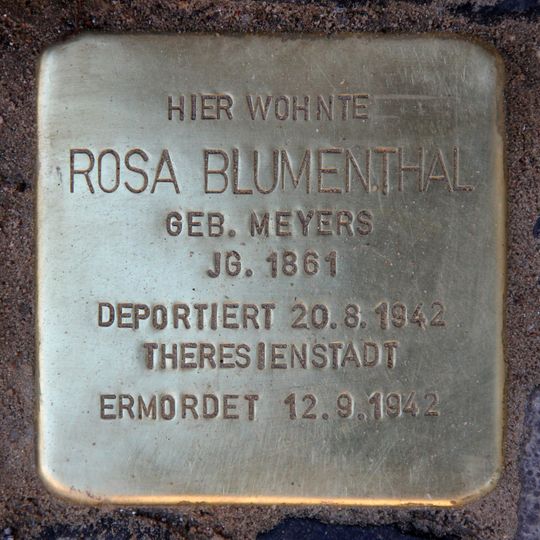 HIER WOHNTE
ROSA BLUMENTHAL
GEB. MEYERS
JG. 1861
DEPORTIERT 20.8.1942
THERESIENSTADT
ERMORDET 12.9.1942